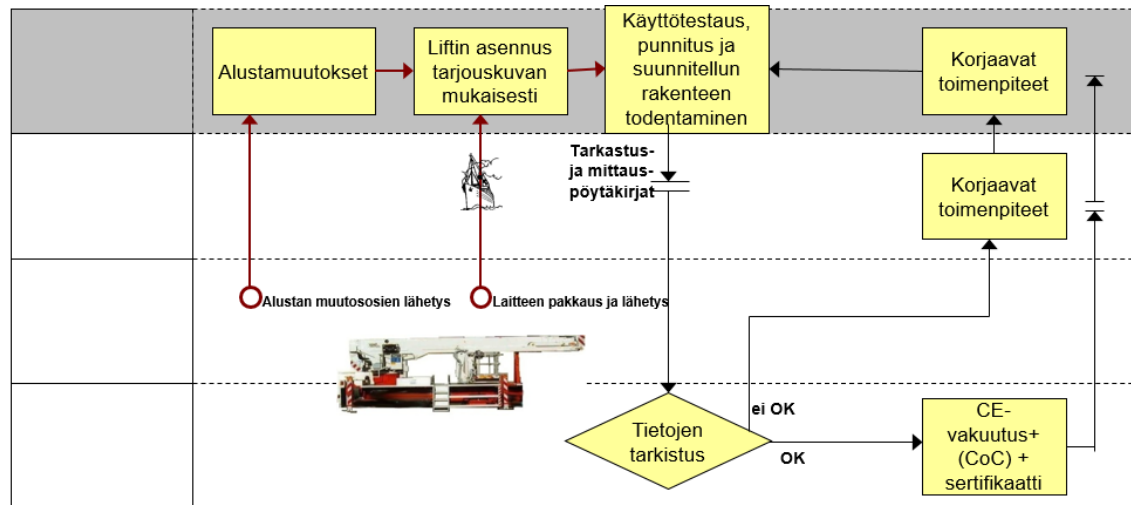 Alustamuutokset
Liftin asennus
tarjouskuvan
mukaisesti
Käyttötestaus,
punnitus ja
suunnitellun
rakenteen
todentaminen
Korjaavat
toimenpiteet
Tarkastus-
ja mittaus-
pöytäkirjat
Korjaavat
toimenpiteet
Alustan muutososien lähetys
Laitteen pakkaus ja lähetys
ei OK
Tietojen
tarkistus
OK
CE-
vakuutus+
(CoC) +
sertifikaatti